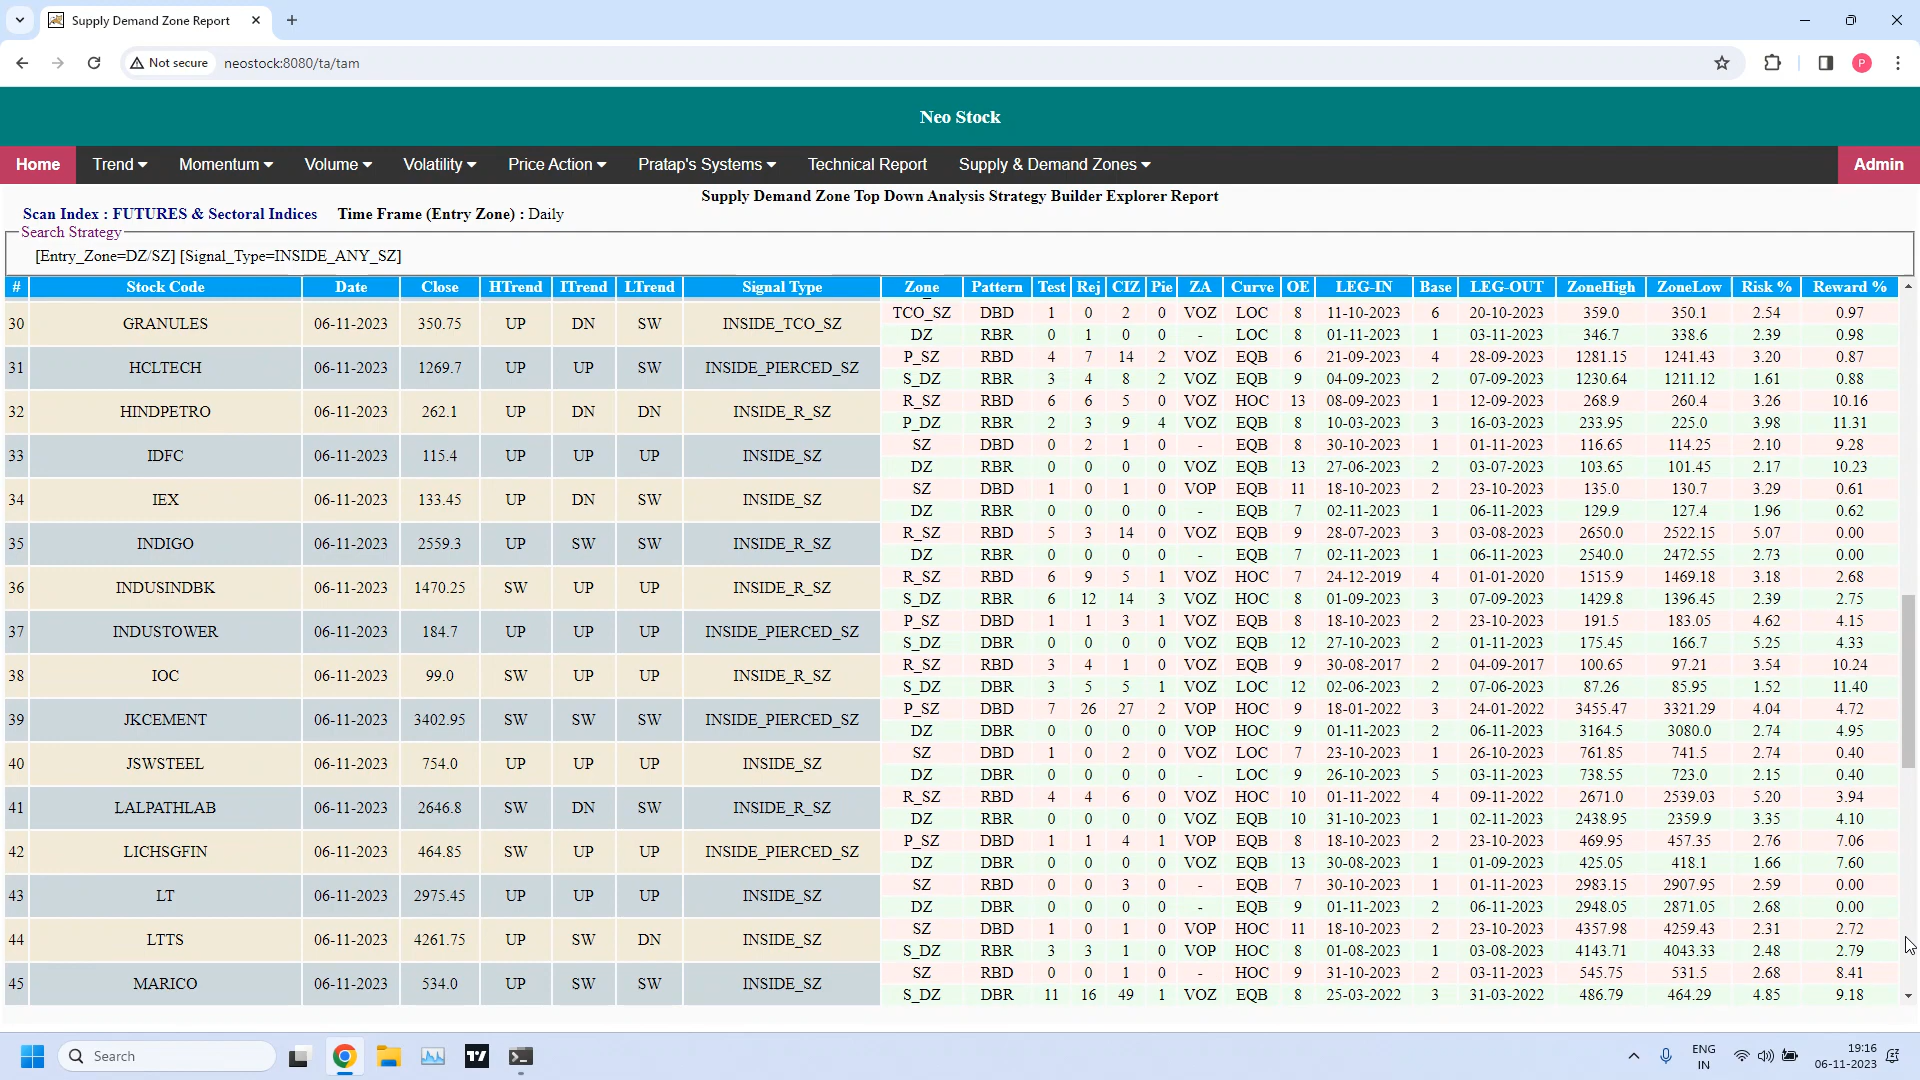 Supply Demand Zone Report
Not secure neostock:8080/ta/tam P
Neo Stock
Home Trend Momentum Volume Volatility Price Action Pratap's Systems Technical Report Supply & Demand Zones Admin
Supply Demand Zone Top Down Analysis Strategy Builder Explorer Report
Scan Index : FUTURES & Sectoral Indices Time Frame (Entry Zone) : Daily
Search Strategy
[Entry_Zone=DZ/SZ] [Signal_Type=INSIDE_ANY_SZ]
# Stock Code Date Close HTrend ITrend LTrend Signal Type Zone Pattern Test Rej CIZ Pie ZA Curve OE LEG-IN Base LEG-OUT ZoneHigh ZoneLow Risk % Reward %
30 GRANULES 06-11-2023 350.75 UP DN SW INSIDE_TCO_SZ TCO_SZ DBD 1 0 2 0 VOZ LOC 8 11-10-2023 6 20-10-2023 359.0 350.1 2.54 0.97
DZ RBR 0 1 0 0 - LOC 8 01-11-2023 1 03-11-2023 346.7 338.6 2.39 0.98
31 HCLTECH 06-11-2023 1269.7 UP UP SW INSIDE_PIERCED_SZ P_SZ RBD 4 7 14 2 VOZ EQB 6 21-09-2023 4 28-09-2023 1281.15 1241.43 3.20 0.87
S_DZ RBR 3 4 8 2 VOZ EQB 9 04-09-2023 2 07-09-2023 1230.64 1211.12 1.61 0.88
32 HINDPETRO 06-11-2023 262.1 UP DN DN INSIDE_R_SZ R_SZ RBD 6 6 5 0 VOZ HOC 13 08-09-2023 1 12-09-2023 268.9 260.4 3.26 10.16
P_DZ RBR 2 3 9 4 VOZ EQB 8 10-03-2023 3 16-03-2023 233.95 225.0 3.98 11.31
33 IDFC 06-11-2023 115.4 UP UP UP INSIDE_SZ SZ DBD 0 2 1 0 - EQB 8 30-10-2023 1 01-11-2023 116.65 114.25 2.10 9.28
DZ RBR 0 0 0 0 VOZ EQB 13 27-06-2023 2 03-07-2023 103.65 101.45 2.17 10.23
34 IEX 06-11-2023 133.45 UP DN SW INSIDE_SZ SZ DBD 1 0 1 0 VOP EQB 11 18-10-2023 2 23-10-2023 135.0 130.7 3.29 0.61
DZ RBR 0 0 0 0 - EQB 7 02-11-2023 1 06-11-2023 129.9 127.4 1.96 0.62
35 INDIGO 06-11-2023 2559.3 UP SW SW INSIDE_R_SZ R_SZ RBD 5 3 14 0 VOZ EQB 9 28-07-2023 3 03-08-2023 2650.0 2522.15 5.07 0.00
DZ RBR 0 0 0 0 - EQB 7 02-11-2023 1 06-11-2023 2540.0 2472.55 2.73 0.00
36 INDUSINDBK 06-11-2023 1470.25 SW UP UP INSIDE_R_SZ R_SZ RBD 6 9 5 1 VOZ HOC 7 24-12-2019 4 01-01-2020 1515.9 1469.18 3.18 2.68
S_DZ RBR 6 12 14 3 VOZ HOC 8 01-09-2023 3 07-09-2023 1429.8 1396.45 2.39 2.75
37 INDUSTOWER 06-11-2023 184.7 UP UP UP INSIDE_PIERCED_SZ P_SZ DBD 1 1 3 1 VOZ EQB 8 18-10-2023 2 23-10-2023 191.5 183.05 4.62 4.15
S_DZ DBR 0 0 0 0 VOZ EQB 12 27-10-2023 2 01-11-2023 175.45 166.7 5.25 4.33
38 IOC 06-11-2023 99.0 SW UP UP INSIDE_R_SZ R_SZ RBD 3 4 1 0 VOZ EQB 9 30-08-2017 2 04-09-2017 100.65 97.21 3.54 10.24
S_DZ DBR 3 5 5 1 VOZ LOC 12 02-06-2023 2 07-06-2023 87.26 85.95 1.52 11.40
39 JKCEMENT 06-11-2023 3402.95 SW SW SW INSIDE_PIERCED_SZ P_SZ DBD 7 26 27 2 VOP HOC 9 18-01-2022 3 24-01-2022 3455.47 3321.29 4.04 4.72
DZ DBR 0 0 0 0 VOP HOC 9 01-11-2023 2 06-11-2023 3164.5 3080.0 2.74 4.95
40 JSWSTEEL 06-11-2023 754.0 UP UP UP INSIDE_SZ SZ DBD 1 0 2 0 VOZ LOC 7 23-10-2023 1 26-10-2023 761.85 741.5 2.74 0.40
DZ DBR 0 0 0 0 - LOC 9 26-10-2023 5 03-11-2023 738.55 723.0 2.15 0.40
41 LALPATHLAB 06-11-2023 2646.8 SW DN SW INSIDE_R_SZ R_SZ RBD 4 4 6 0 VOZ HOC 10 01-11-2022 4 09-11-2022 2671.0 2539.03 5.20 3.94
DZ RBR 0 0 0 0 VOZ HOC 10 31-10-2023 1 02-11-2023 2438.95 2359.9 3.35 4.10
42 LICHSGFIN 06-11-2023 464.85 SW UP UP INSIDE_PIERCED_SZ P_SZ DBD 1 1 4 1 VOP HOC 8 18-10-2023 2 23-10-2023 469.95 457.35 2.76 7.06
DZ DBR 0 0 0 0 VOZ EQB 13 30-08-2023 1 01-09-2023 425.05 418.1 1.66 7.60
43 LT 06-11-2023 2975.45 UP UP UP INSIDE_SZ SZ RBD 0 0 3 0 - EQB 7 30-10-2023 1 01-11-2023 2983.15 2907.95 2.59 0.00
DZ DBR 0 0 0 0 - EQB 9 01-11-2023 2 06-11-2023 2948.05 2871.05 2.68 0.00
44 LTTS 06-11-2023 4261.75 UP SW DN INSIDE_SZ SZ DBD 1 0 1 0 VOP HOC 11 18-10-2023 2 23-10-2023 4357.98 4259.43 2.31 2.72
S_DZ RBR 3 3 1 0 VOP HOC 8 01-08-2023 1 03-08-2023 4143.71 4043.33 2.48 2.79
45 MARICO 06-11-2023 534.0 UP SW SW INSIDE_SZ SZ RBD 0 0 1 0 - HOC 9 31-10-2023 2 03-11-2023 545.75 531.5 2.68 8.41
S_DZ DBR 11 16 49 1 VOZ EQB 8 25-03-2022 3 31-03-2022 486.79 464.29 4.85 9.18
Search ENG IN 19:16 06-11-2023